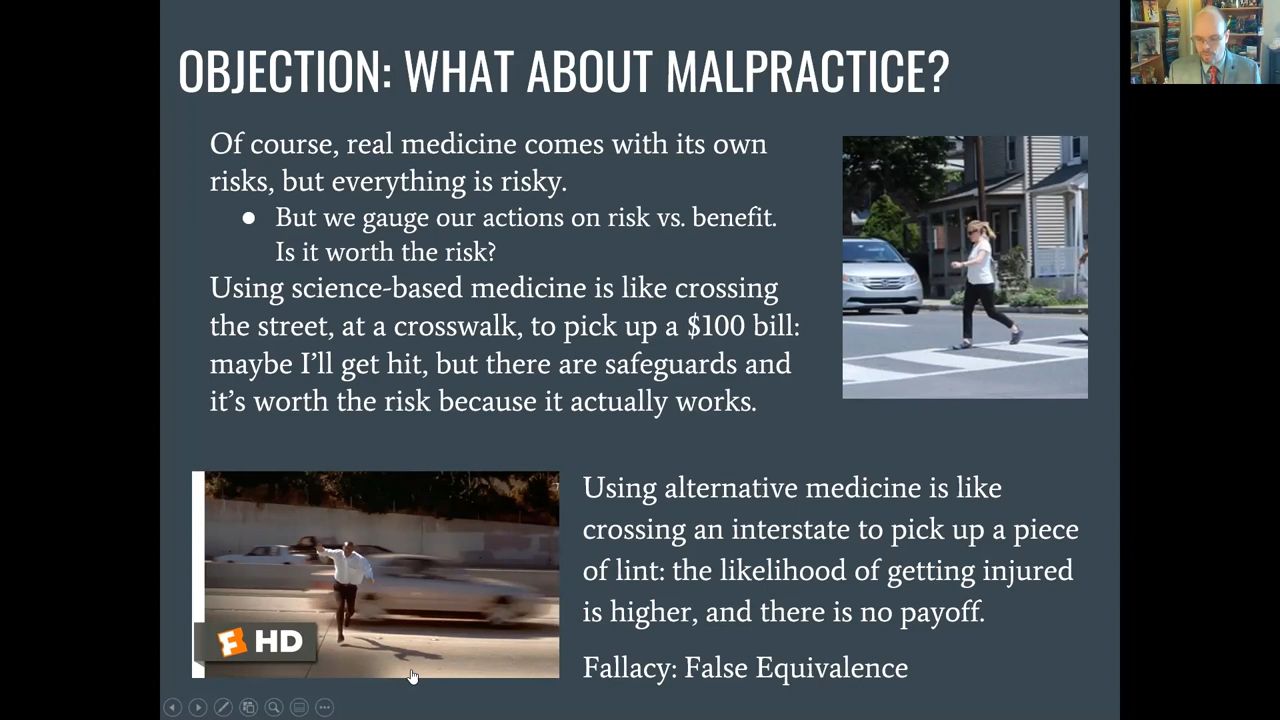 OBJECTION: WHAT ABOUT MALPRACTICE?
Of course, real medicine comes with its own
risks, but everything is risky.
● But we gauge our actions on risk vs. benefit.
Is it worth the risk?
Using science-based medicine is like crossing
the street, at a crosswalk, to pick up a $100 bill:
maybe I’ll get hit, but there are safeguards and
it’s worth the risk because it actually works.
HD
Using alternative medicine is like
crossing an interstate to pick up a piece
of lint: the likelihood of getting injured
is higher, and there is no payoff.
Fallacy: False Equivalence